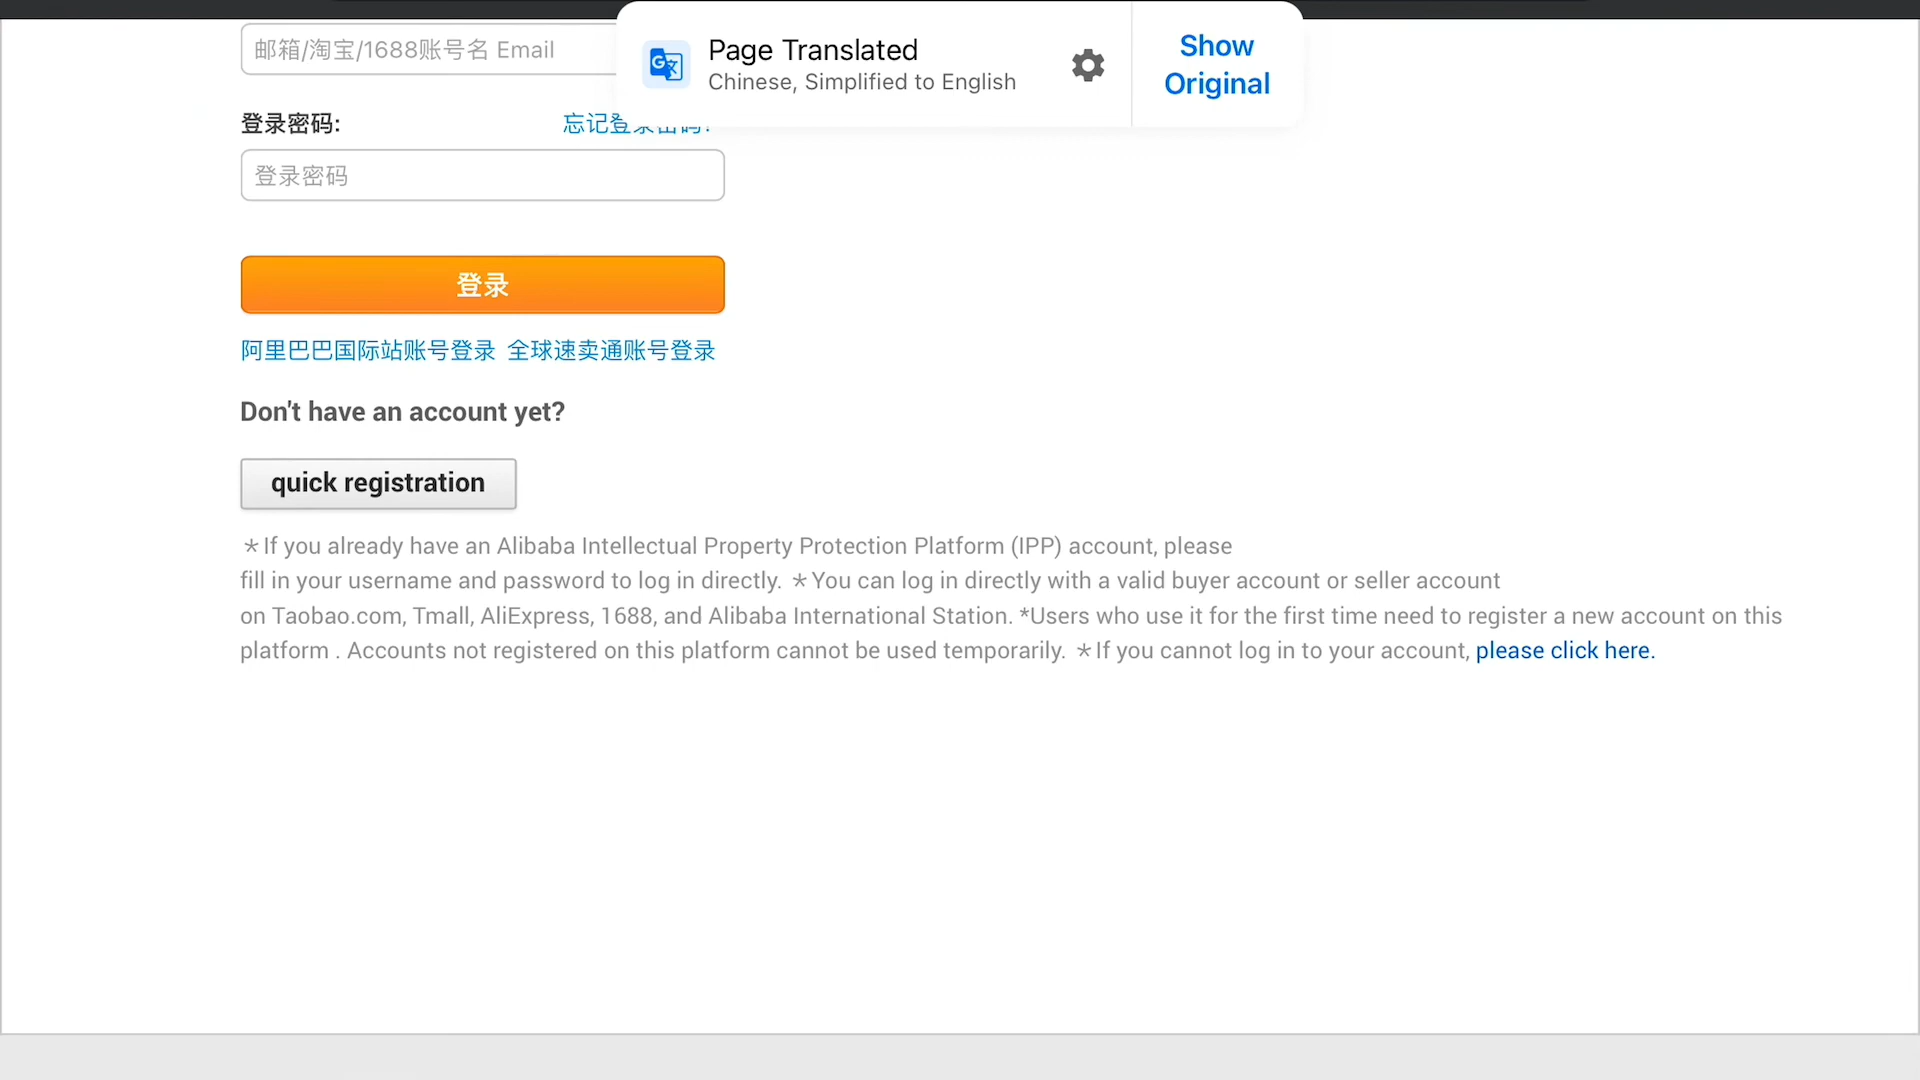 邮箱/淘宝/1688账号名 Email
Page Translated
Chinese, Simplified to English
Show
Original
登录密码:
忘记登录密码?
登录密码
登录
阿里巴巴国际站账号登录 全球速卖通账号登录
Don't have an account yet?
quick registration
＊If you already have an Alibaba Intellectual Property Protection Platform (IPP) account, please
fill in your username and password to log in directly. ＊You can log in directly with a valid buyer account or seller account
on Taobao.com, Tmall, AliExpress, 1688, and Alibaba International Station. *Users who use it for the first time need to register a new account on this
platform . Accounts not registered on this platform cannot be used temporarily. ＊If you cannot log in to your account, please click here.